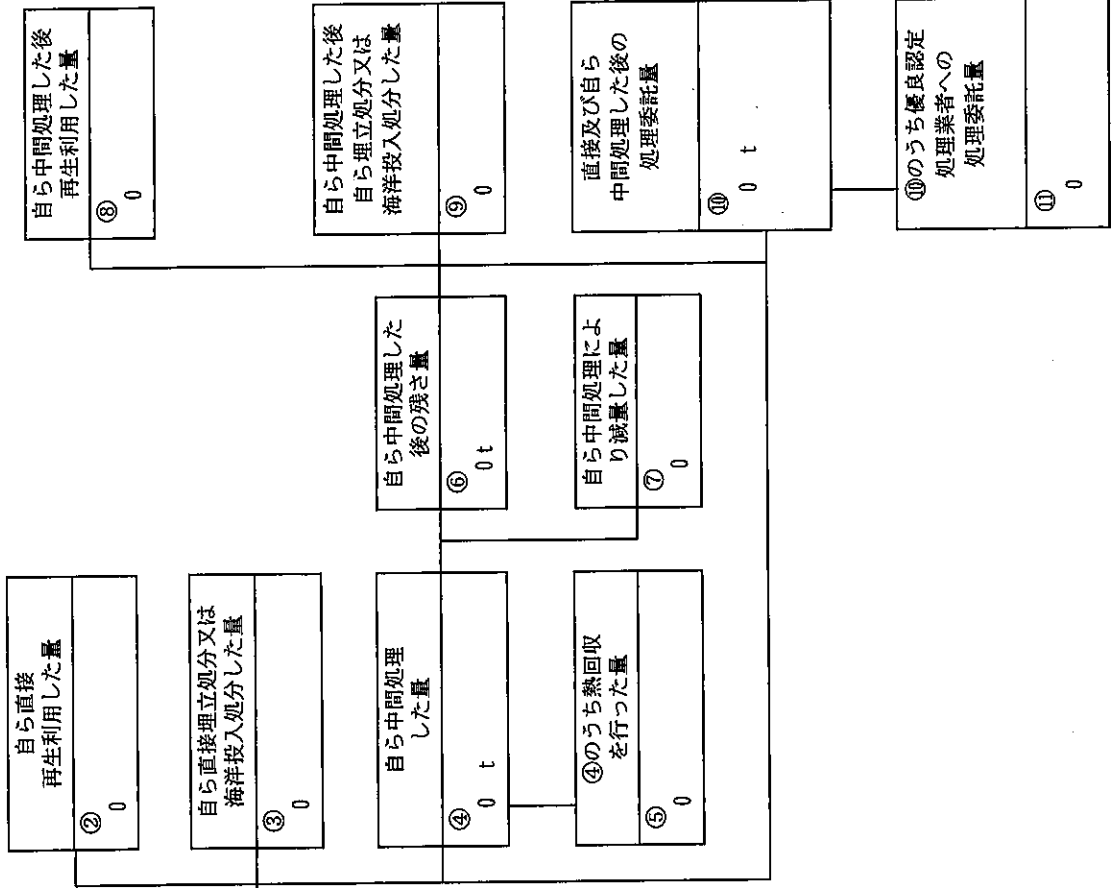 自ら直接
再生利用した量
②
0
自ら直接埋立処分又は
海洋投入処分した量
③
0
自ら中間処理
した量
④
0 t
④のうち熱回収
を行った量
⑤
0
自ら中間処理した
後の残さ量
⑥
0 t
自ら中間処理によ
り減量した量
⑦
0
自ら中間処理した後
再生利用した量
⑧
0
自ら中間処理した後
自ら埋立処分又は
海洋投入処分した量
⑨
0
直接及び自ら
中間処理した後の
処理委託量
⑩
0 t
⑩のうち優良認定
処理業者への
処理委託量
⑪
0